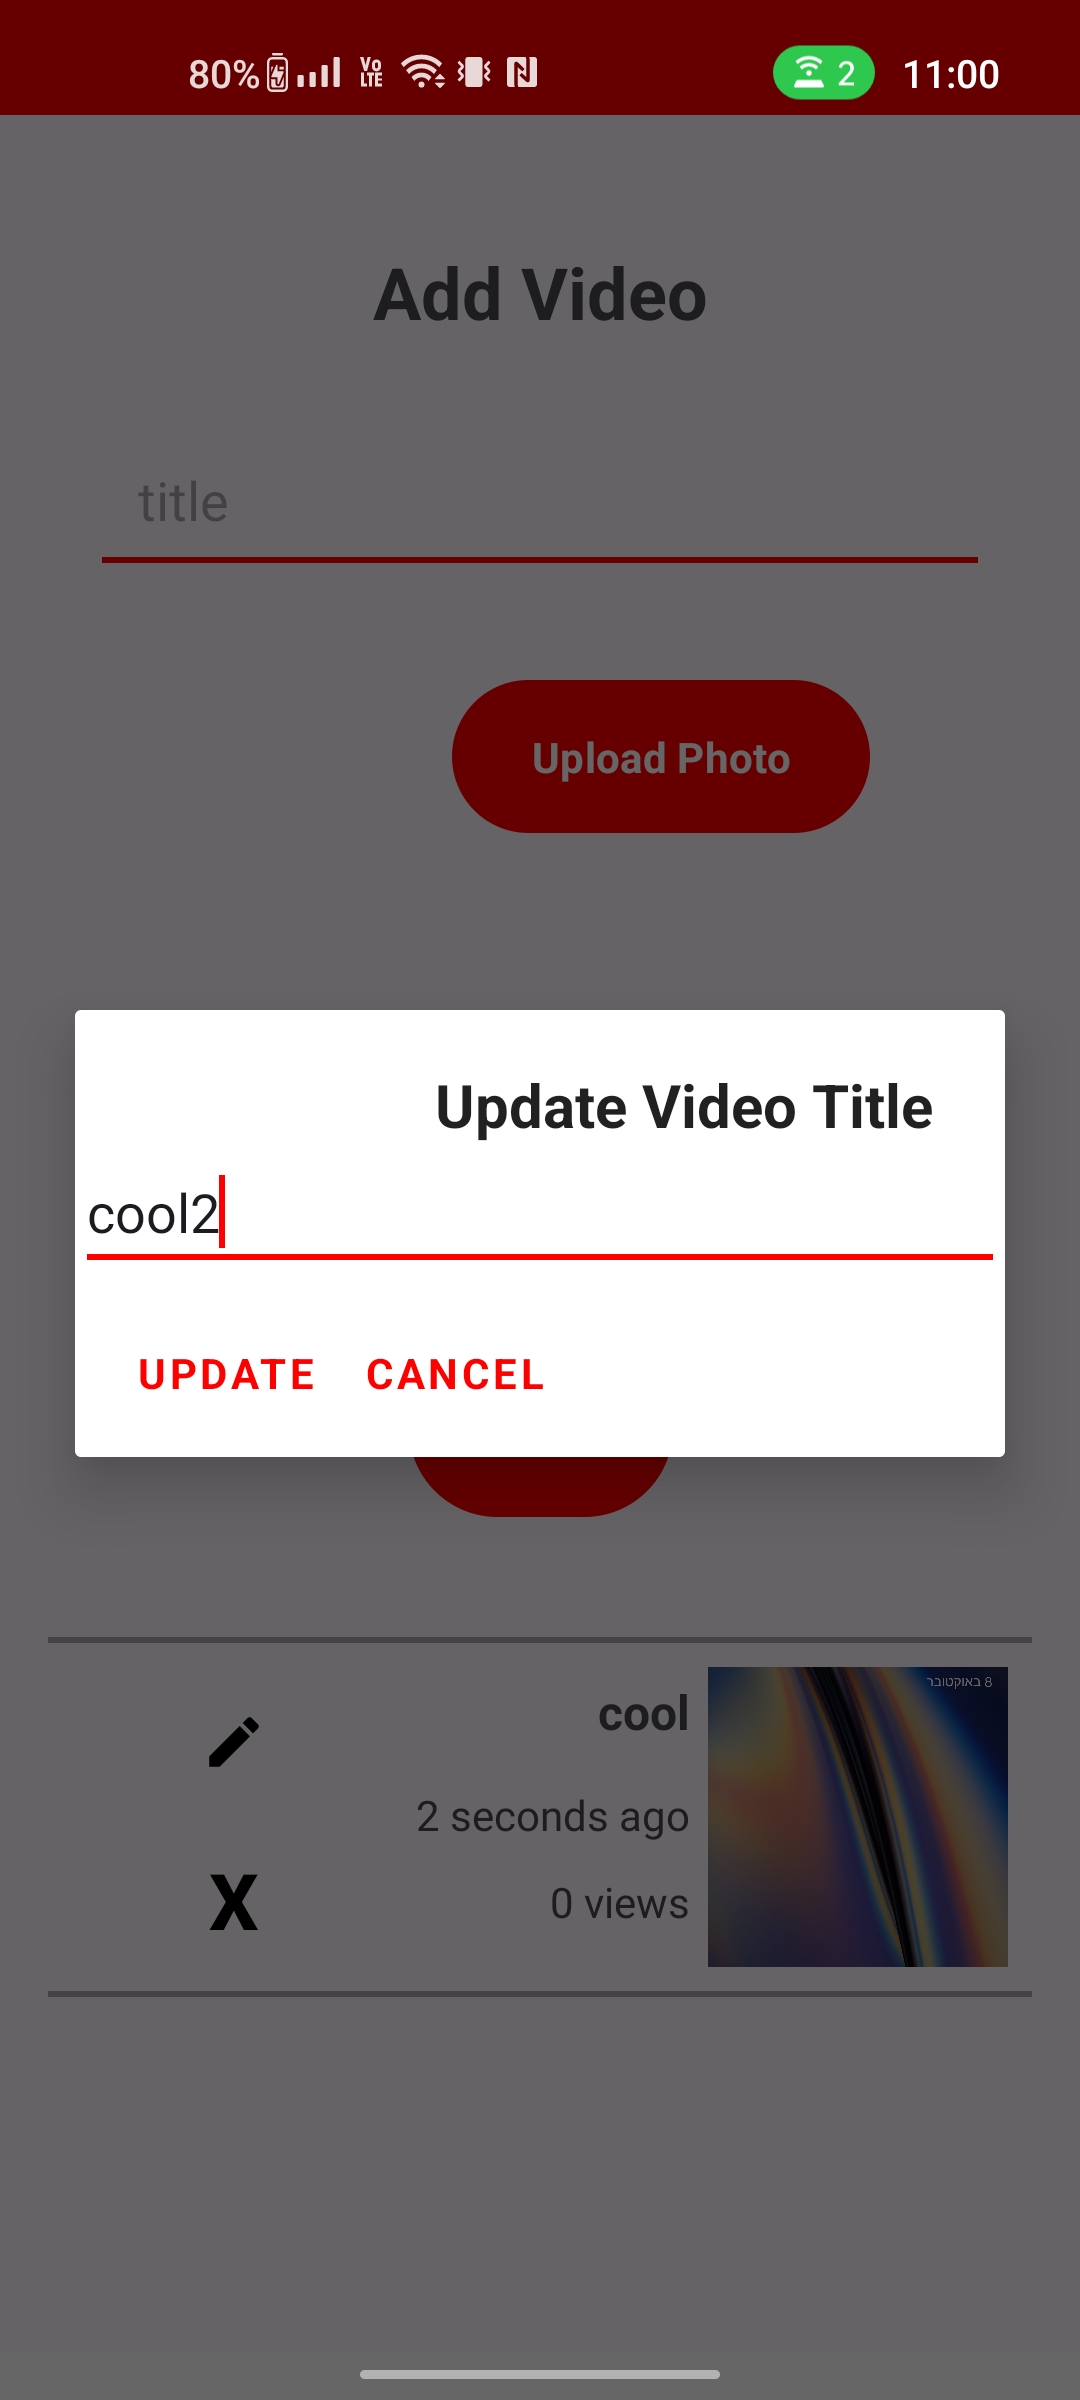 80% Vo LTE 2 11:00
Add Video
title
Upload Photo
Update Video Title
cool2
UPDATE CANCEL
cool
8 באוקטובר
2 seconds ago
X
0 views